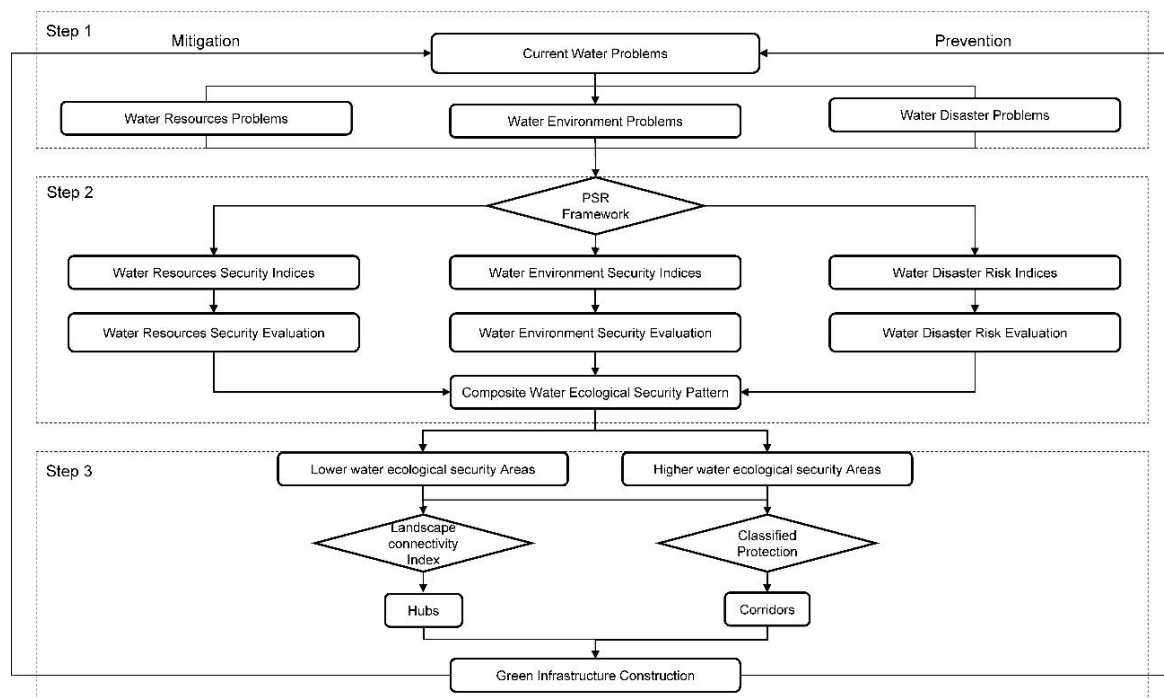 Step 1
Mitigation
Prevention
Current Water Problems
Water Resources Problems
Water Environment Problems
Water Disaster Problems
Step 2
PSR
Framework
Water Resources Security Indices
Water Environment Security Indices
Water Disaster Risk Indices
Water Resources Security Evaluation
Water Environment Security Evaluation
Water Disaster Risk Evaluation
Composite Water Ecological Security Pattern
Step 3
Lower water ecological security Areas
Higher water ecological security Areas
Landscape
connectivity
Index
Classified
Protection
Hubs
Corridors
Green Infrastructure Construction